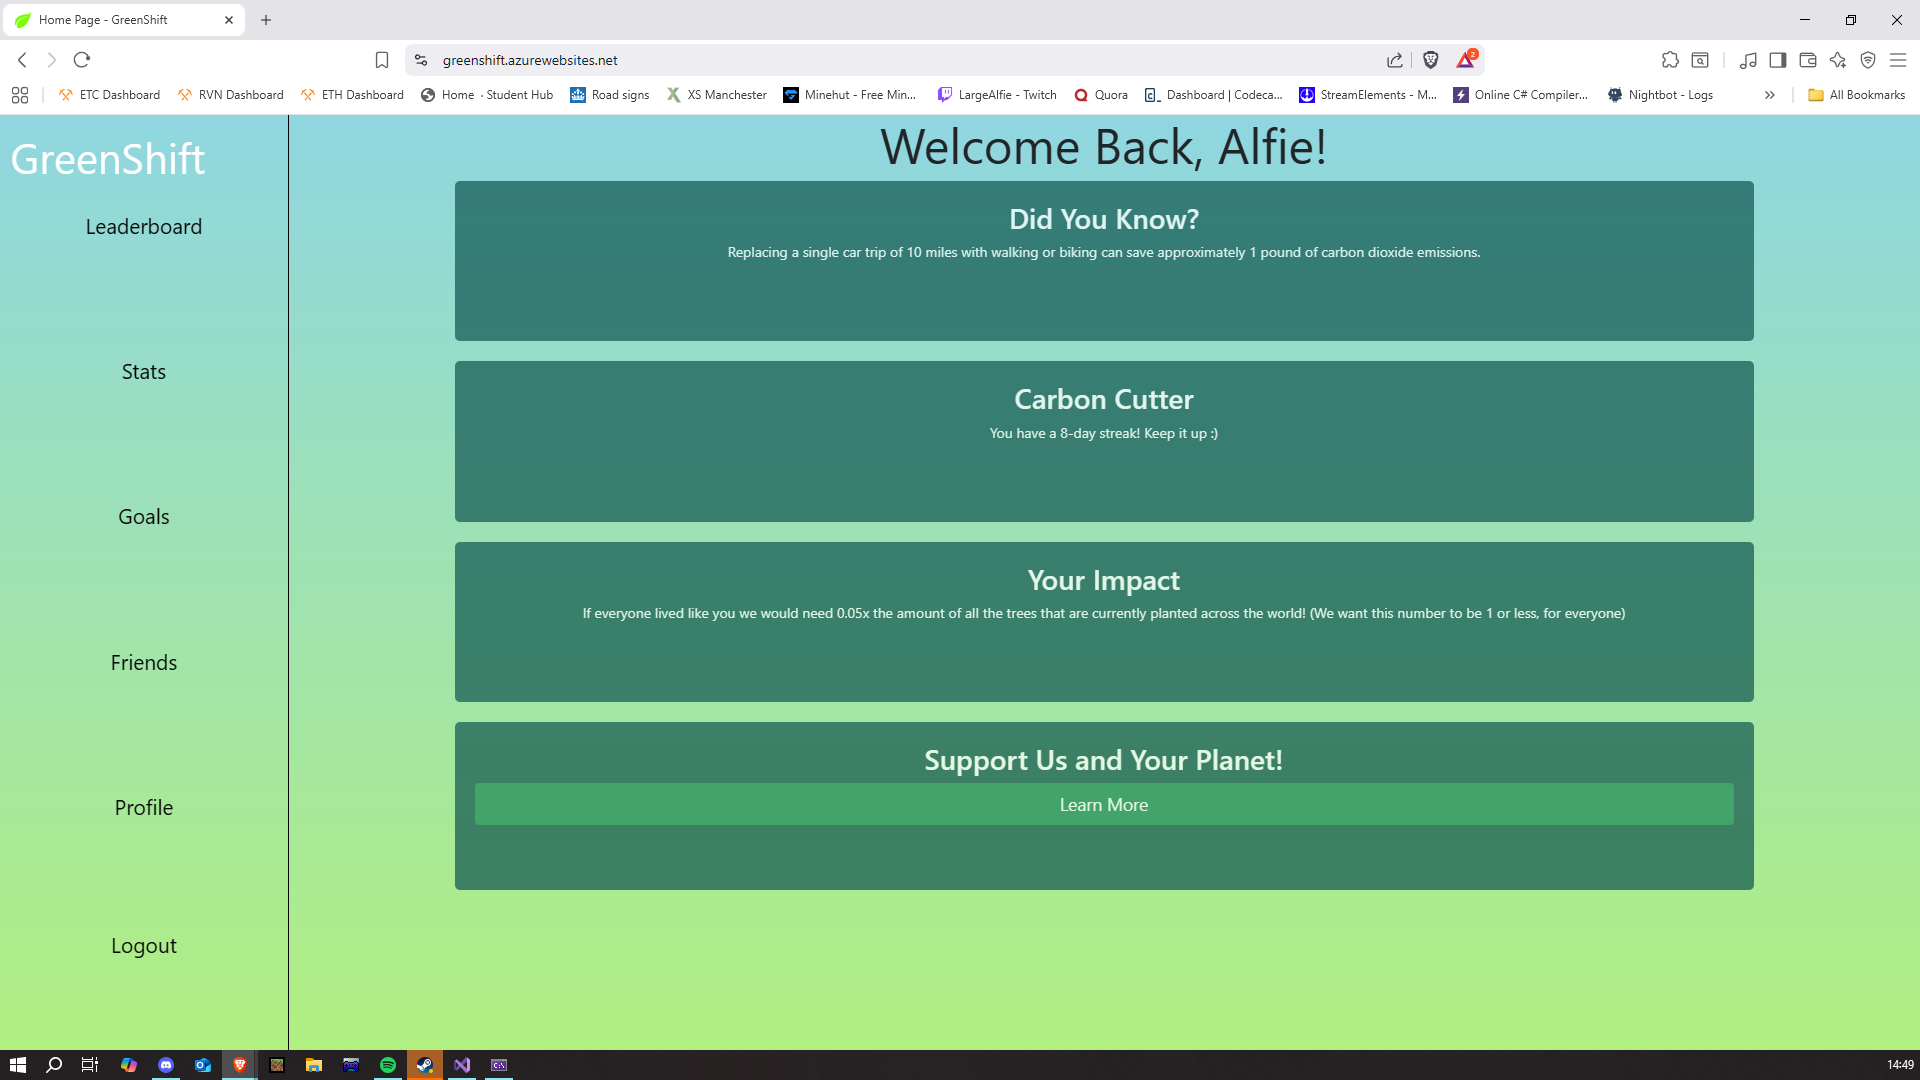 Home Page - GreenShift
greenshift.azurewebsites.net
2
ETC Dashboard
RVN Dashboard
ETH Dashboard
Home · Student Hub
Road signs
XS Manchester
Minehut - Free Min...
LargeAlfie - Twitch
Quora
Dashboard | Codeca...
StreamElements - M...
Online C# Compiler...
Nightbot - Logs
All Bookmarks
GreenShift
Leaderboard
Stats
Goals
Friends
Profile
Logout
Welcome Back, Alfie!
Did You Know?
Replacing a single car trip of 10 miles with walking or biking can save approximately 1 pound of carbon dioxide emissions.
Carbon Cutter
You have a 8-day streak! Keep it up :)
Your Impact
If everyone lived like you we would need 0.05x the amount of all the trees that are currently planted across the world! (We want this number to be 1 or less, for everyone)
Support Us and Your Planet!
Learn More
14:49